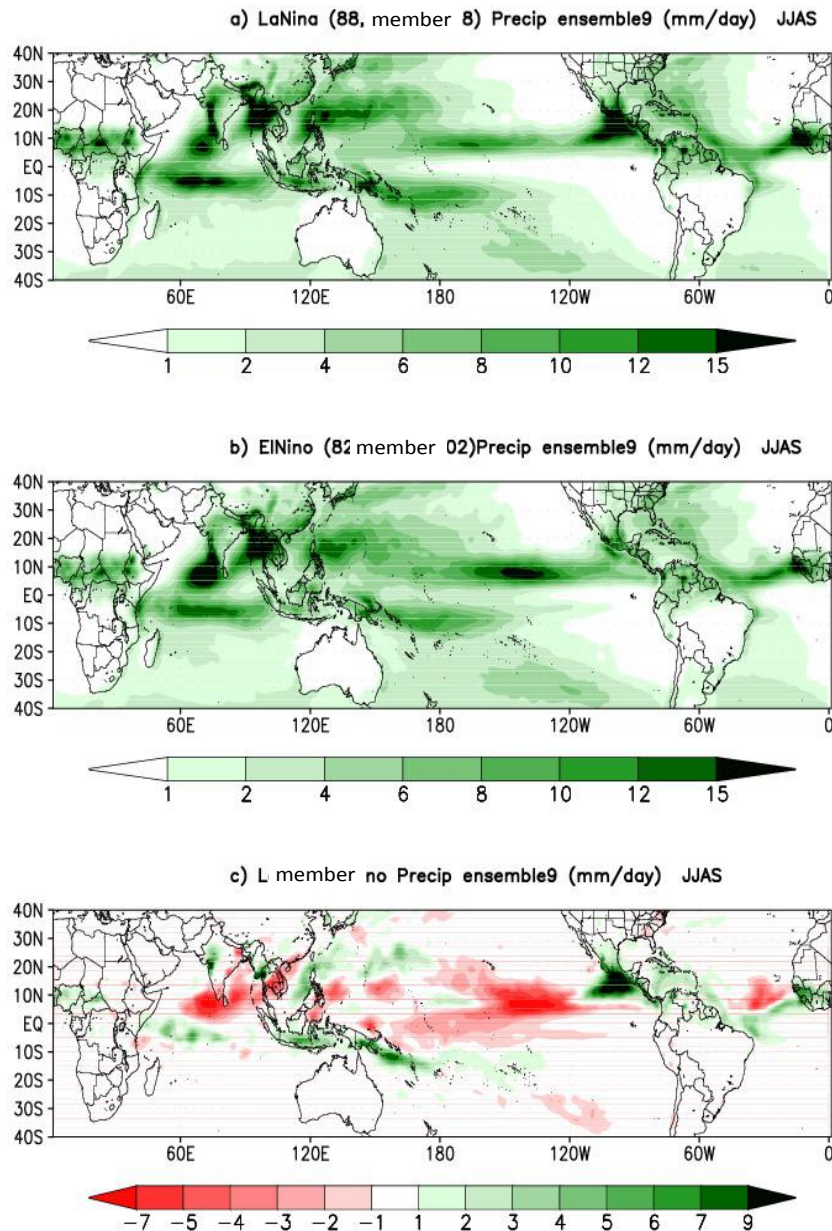 a) LaNina (88, member 8) Precip ensemble9 (mm/day) JJAS
40N
30N
20N
10N
EQ
10S
20S
30S
40S
60E 120E 180 120W 60W 0
1 2 4 6 8 10 12 15
b) ElNino (82 member 02)Precip ensemble9 (mm/day) JJAS
40N
30N
20N
10N
EQ
10S
20S
30S
40S
60E 120E 180 120W 60W 0
1 2 4 6 8 10 12 15
c) L member no Precip ensemble9 (mm/day) JJAS
40N
30N
20N
10N
EQ
10S
20S
30S
40S
60E 120E 180 120W 60W 0
−7 −5 −4 −3 −2 −1 1 2 3 5 6 7 9